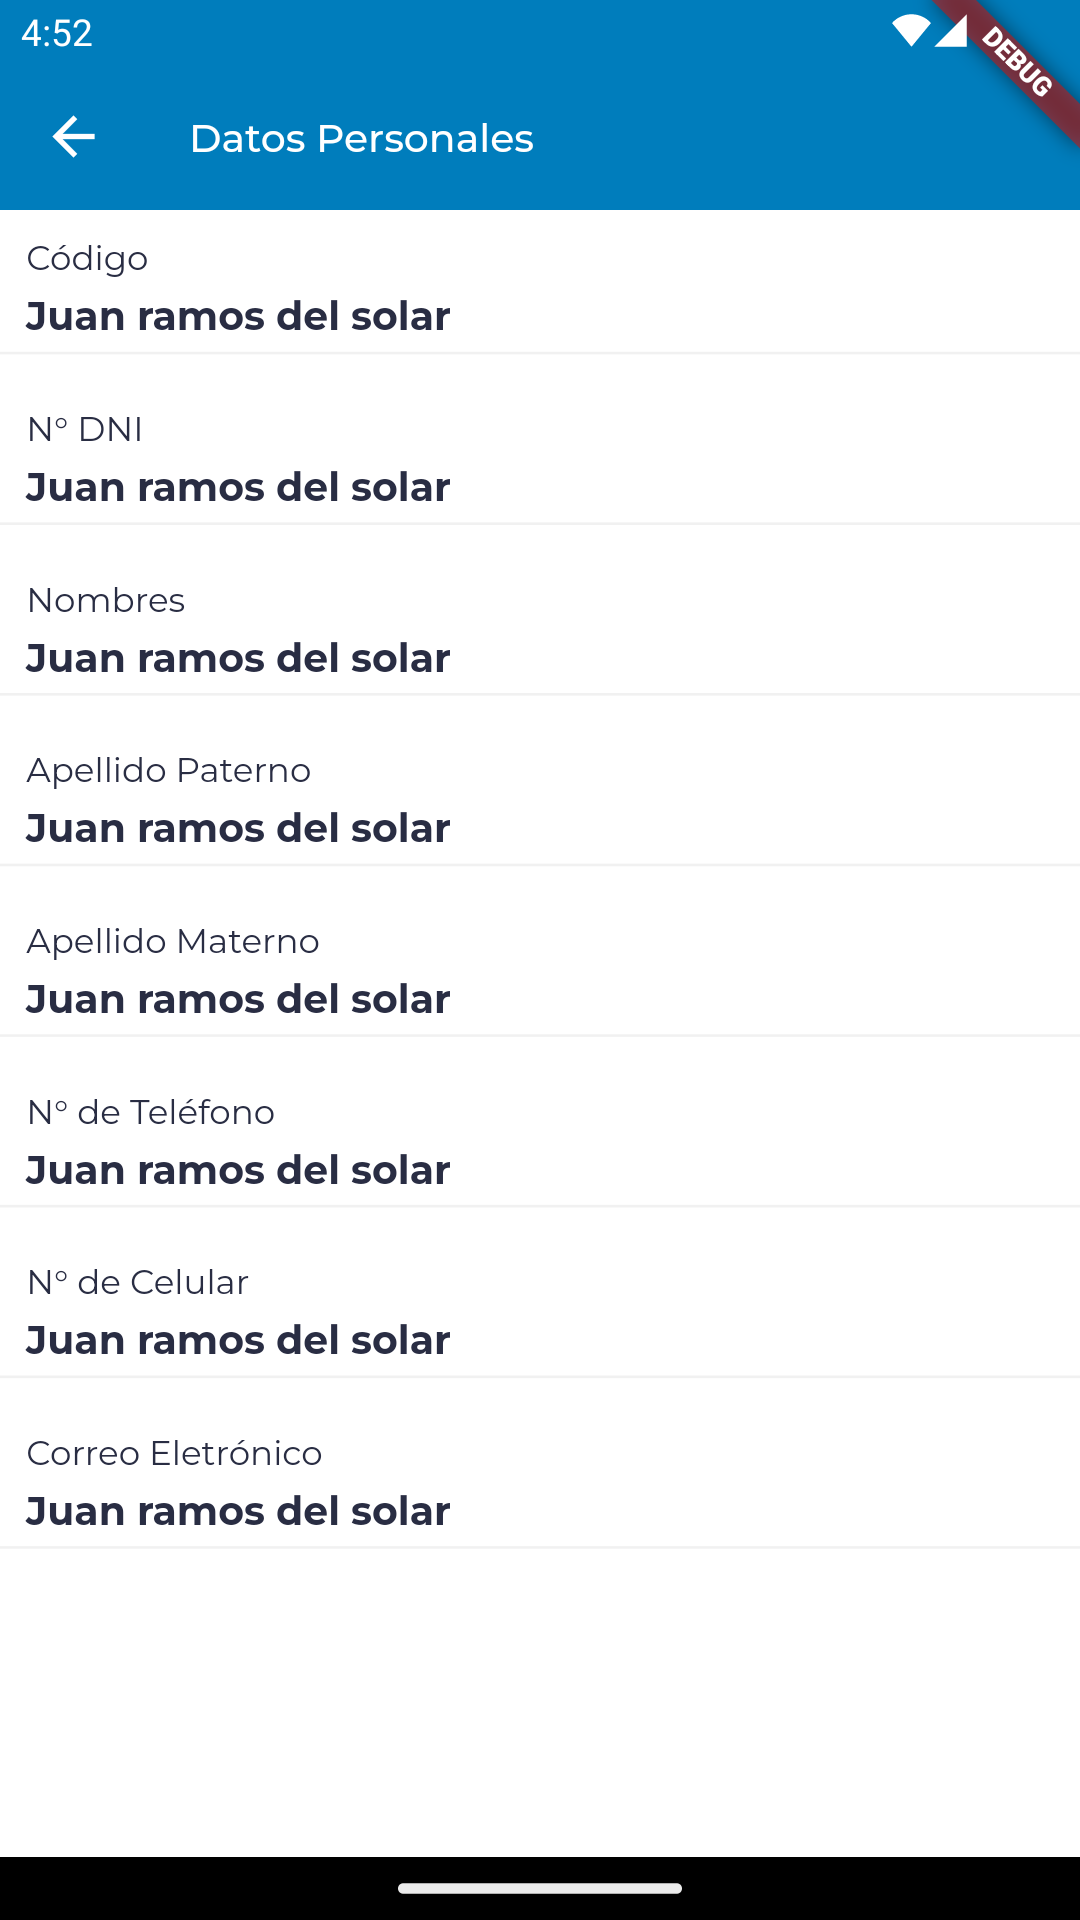 4:52
DEBUG
Datos Personales
Código
Juan ramos del solar
N° DNI
Juan ramos del solar
Nombres
Juan ramos del solar
Apellido Paterno
Juan ramos del solar
Apellido Materno
Juan ramos del solar
N° de Teléfono
Juan ramos del solar
N° de Celular
Juan ramos del solar
Correo Eletrónico
Juan ramos del solar